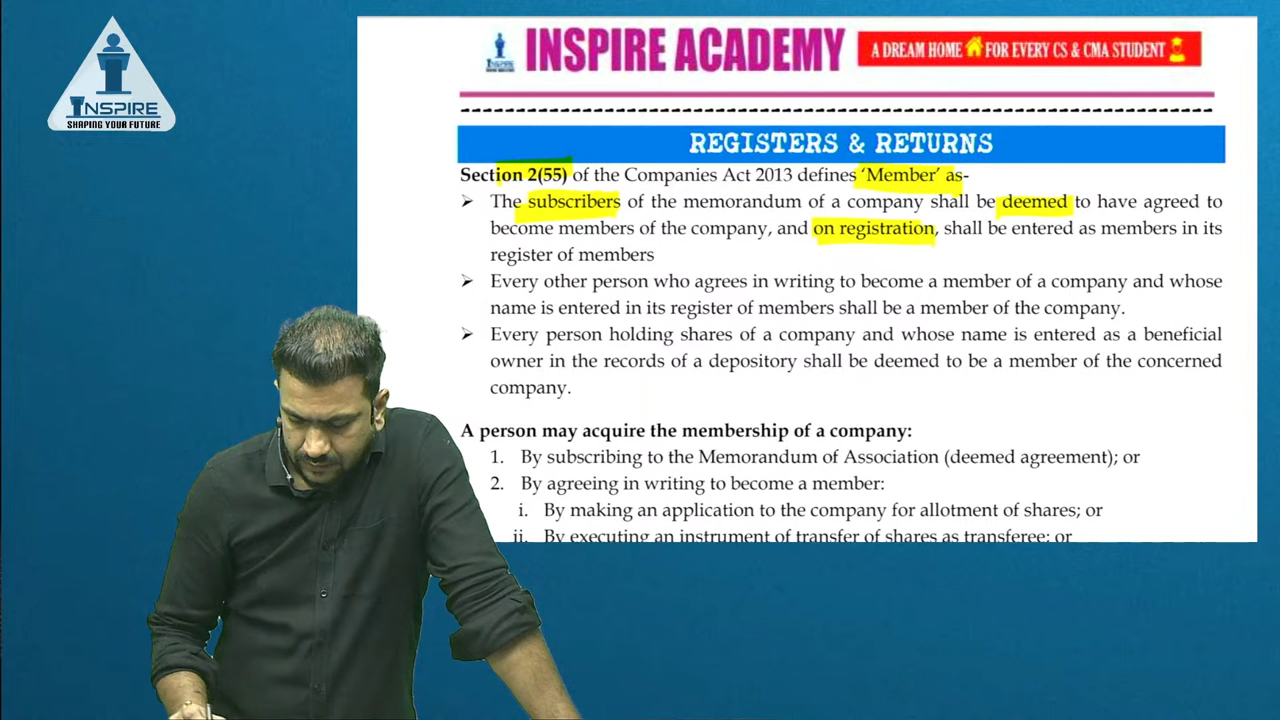 INSPIRE
SHAPING YOUR FUTURE
INSPIRE
INSPIRE ACADEMY
A DREAM HOME FOR EVERY CS & CMA STUDENT
REGISTERS & RETURNS
Section 2(55) of the Companies Act 2013 defines ‘Member’ as-
➢ The subscribers of the memorandum of a company shall be deemed to have agreed to
become members of the company, and on registration, shall be entered as members in its
register of members
➢ Every other person who agrees in writing to become a member of a company and whose
name is entered in its register of members shall be a member of the company.
➢ Every person holding shares of a company and whose name is entered as a beneficial
owner in the records of a depository shall be deemed to be a member of the concerned
company.
A person may acquire the membership of a company:
1. By subscribing to the Memorandum of Association (deemed agreement); or
2. By agreeing in writing to become a member:
i. By making an application to the company for allotment of shares; or
ii. By executing an instrument of transfer of shares as transferee; or